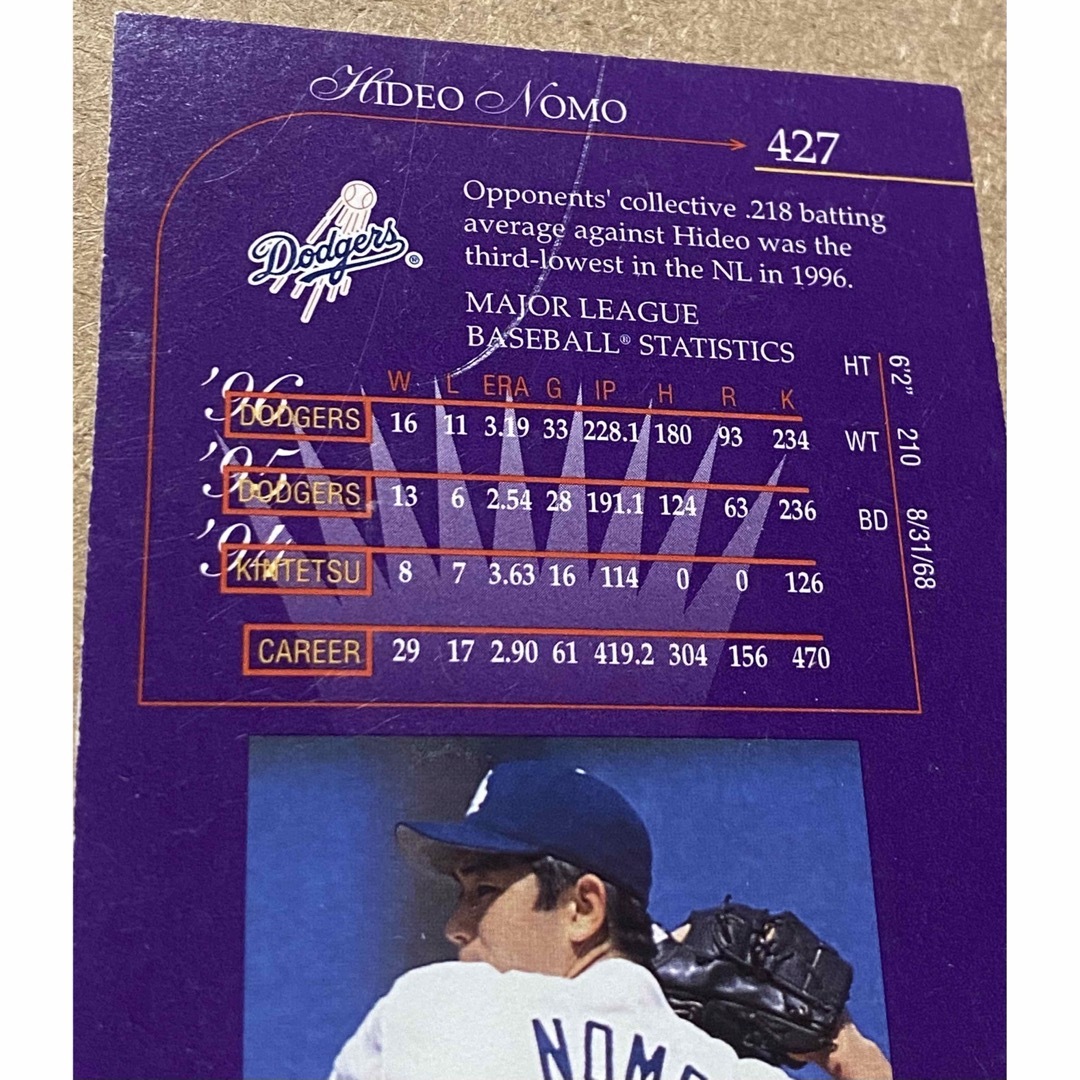 HIDEO NOMO
427
Dodgers®
Opponents' collective .218 batting
average against Hideo was the
third-lowest in the NL in 1996.
MAJOR LEAGUE
BASEBALL® STATISTICS
W L ERA G IP H R K
'96 DODGERS 16 11 3.19 33 228.1 180 93 234
'95 DODGERS 13 6 2.54 28 191.1 124 63 236
'94 KINTETSU 8 7 3.63 16 114 0 0 126
CAREER 29 17 2.90 61 419.2 304 156 470
HT 6'2"
WT 210
BD 8/31/68
NOMO